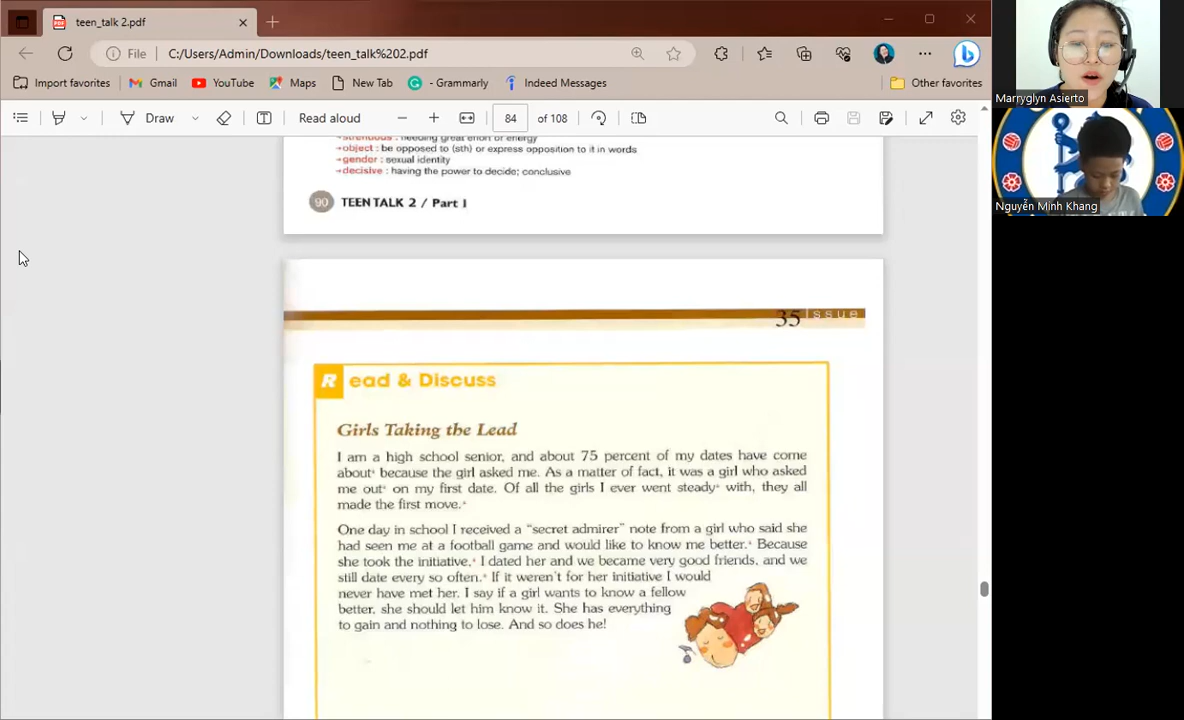 teen_talk 2.pdf
File
C:/Users/Admin/Downloads/teen_talk%202.pdf
Import favorites
Gmail
YouTube
Maps
New Tab
- Grammarly
Indeed Messages
Other favorites
Draw
Read aloud
84
of 108
Marryglyn Asierto
Nguyễn Minh Khang
→strenuous : needing great effort or energy
→object : be opposed to (sth) or express opposition to it in words
→gender : sexual identity
→decisive : having the power to decide; conclusive
90 TEEN TALK 2 / Part I
35 Issue
Read & Discuss
Girls Taking the Lead
I am a high school senior, and about 75 percent of my dates have come
about* because the girl asked me. As a matter of fact, it was a girl who asked
me out* on my first date. Of all the girls I ever went steady* with, they all
made the first move.*
One day in school I received a "secret admirer" note from a girl who said she
had seen me at a football game and would like to know me better.* Because
she took the initiative,* I dated her and we became very good friends, and we
still date every so often.* If it weren't for her initiative I would
never have met her. I say if a girl wants to know a fellow
better, she should let him know it. She has everything
to gain and nothing to lose. And so does he!